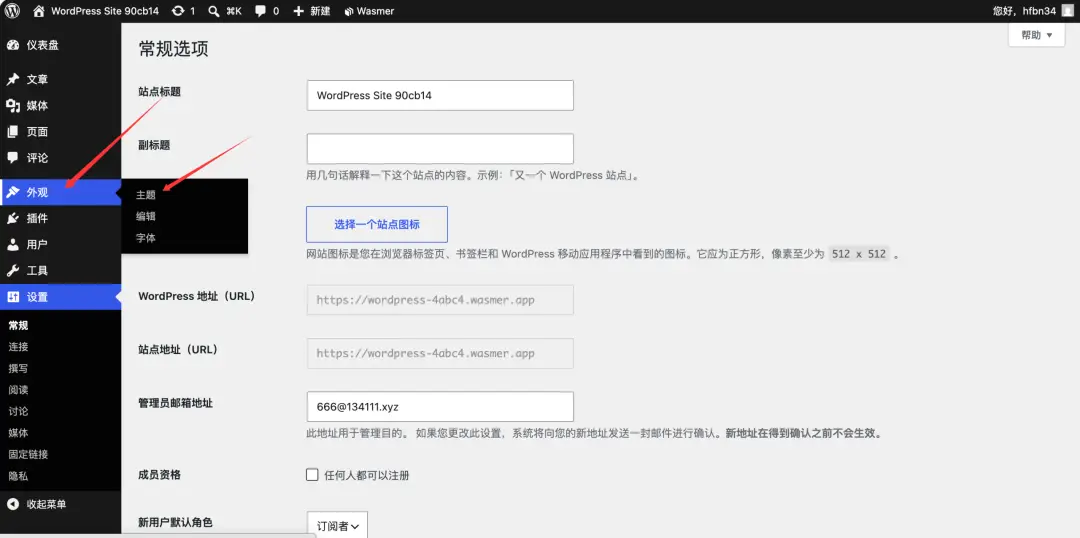 WordPress Site 90cb14 1 ⌘K 0 新建 Wasmer 您好，hfbn34
帮助
仪表盘
文章
媒体
页面
评论
外观
主题
编辑
字体
插件
用户
工具
设置
常规
连接
撰写
阅读
讨论
媒体
固定链接
隐私
收起菜单
常规选项
站点标题 WordPress Site 90cb14
副标题
用几句话解释一下这个站点的内容。示例：「又一个 WordPress 站点」。
选择一个站点图标
网站图标是您在浏览器标签页、书签栏和 WordPress 移动应用程序中看到的图标。它应为正方形，像素至少为 512 x 512 。
WordPress 地址（URL） https://wordpress-4abc4.wasmer.app
站点地址（URL） https://wordpress-4abc4.wasmer.app
管理员邮箱地址 666@134111.xyz
此地址用于管理目的。 如果您更改此设置，系统将向您的新地址发送一封邮件进行确认。新地址在得到确认之前不会生效。
成员资格 任何人都可以注册
新用户默认角色 订阅者